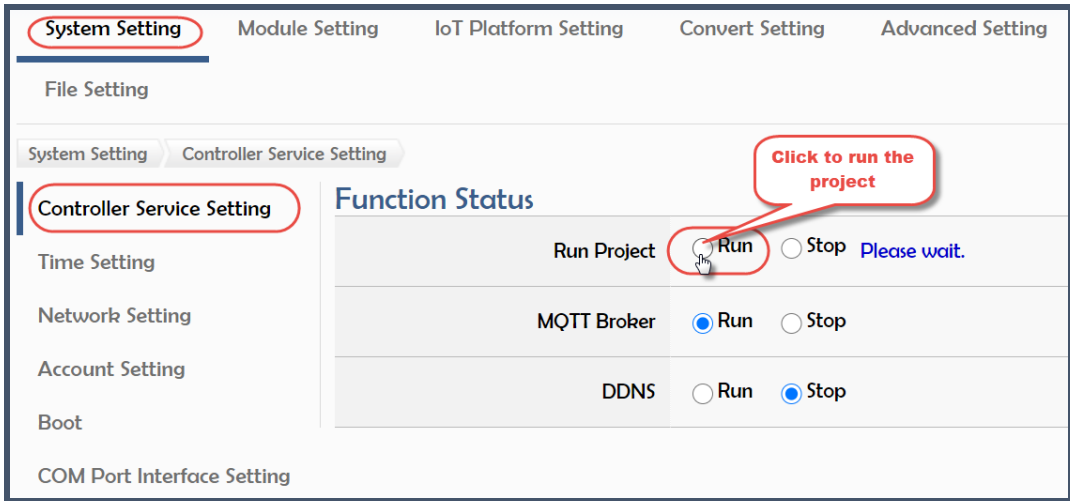 System Setting Module Setting IoT Platform Setting Convert Setting Advanced Setting
File Setting
System Setting Controller Service Setting
Click to run the
project
Controller Service Setting
Function Status
Run Project Run Stop Please wait.
Time Setting
Network Setting
MQTT Broker Run Stop
Account Setting
DDNS Run Stop
Boot
COM Port Interface Setting